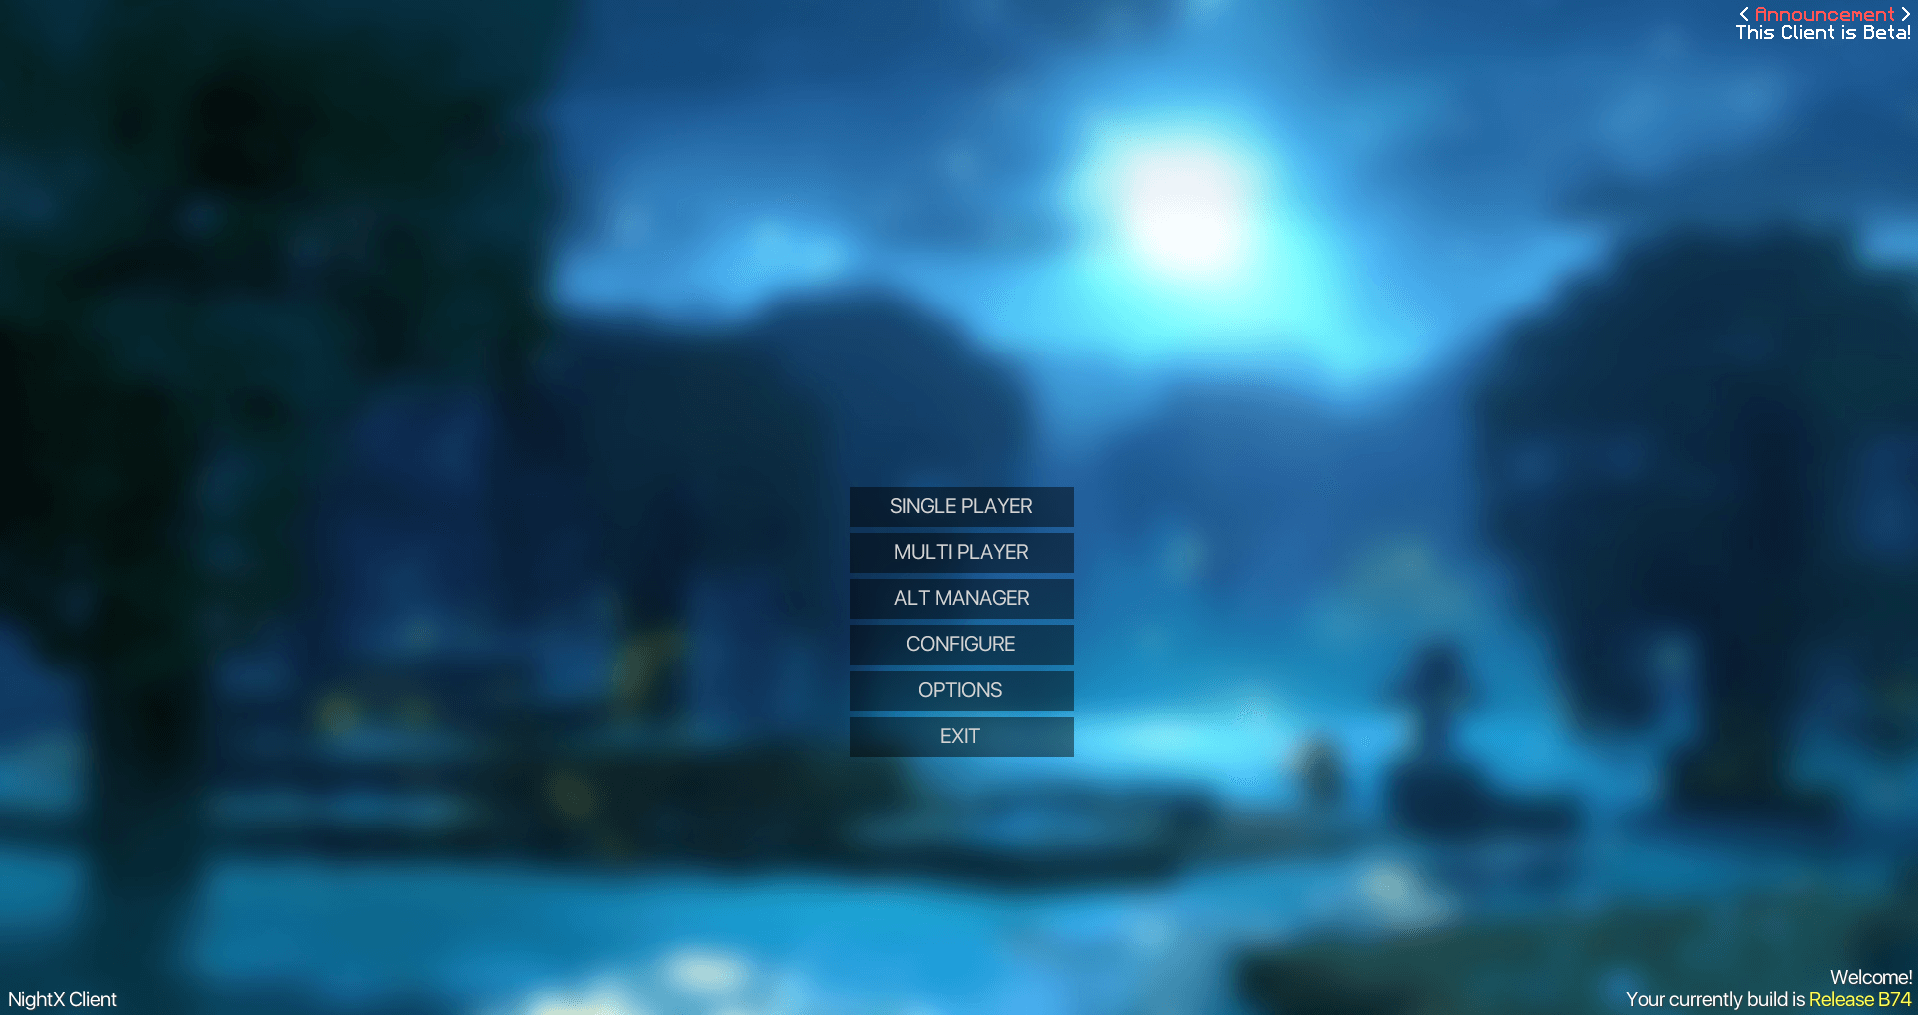 < Announcement >
This Client is Beta!
SINGLE PLAYER
MULTI PLAYER
ALT MANAGER
CONFIGURE
OPTIONS
EXIT
Welcome!
NightX Client
Your currently build is Release B74